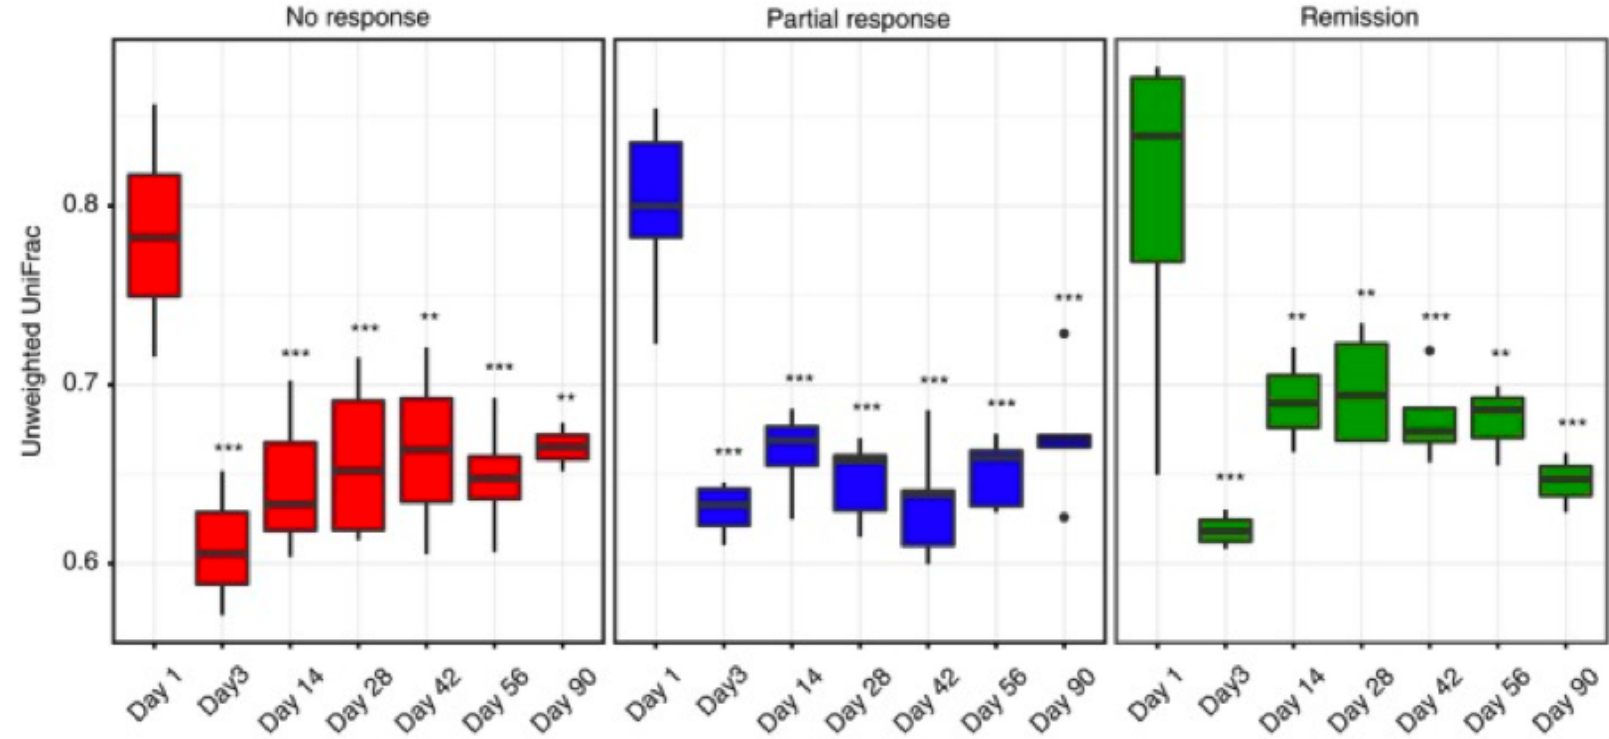 No response
Partial response
Remission
Unweighted UniFrac
0.8
0.7
0.6
***
***
***
**
***
**
***
***
***
***
***
***
***
**
**
***
**
***
Day 1
Day3
Day 14
Day 28
Day 42
Day 56
Day 90
Day 1
Day3
Day 14
Day 28
Day 42
Day 56
Day 90
Day 1
Day3
Day 14
Day 28
Day 42
Day 56
Day 90